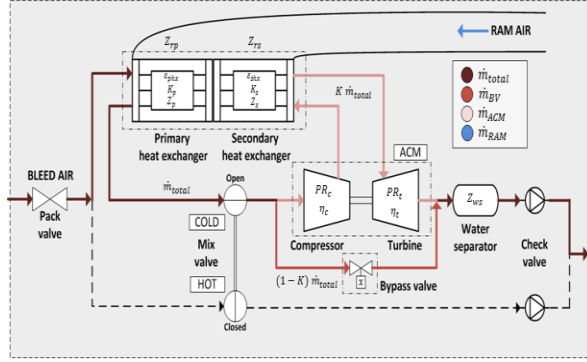 Z_rp
Z_rs
RAM AIR
ṁ_total
ṁ_BV
ṁ_ACM
ṁ_RAM
ε_phx
K_p
Z_p
ε_shx
K_s
Z_s
K ṁ_total
Primary
heat exchanger
Secondary
heat exchanger
ACM
BLEED AIR
Pack
valve
ṁ_total
Open
COLD
Mix
valve
HOT
Closed
PR_c
η_c
PR_t
η_t
Compressor
Turbine
Z_ws
Water
separator
Check
valve
(1 − K) ṁ_total
x
Bypass valve